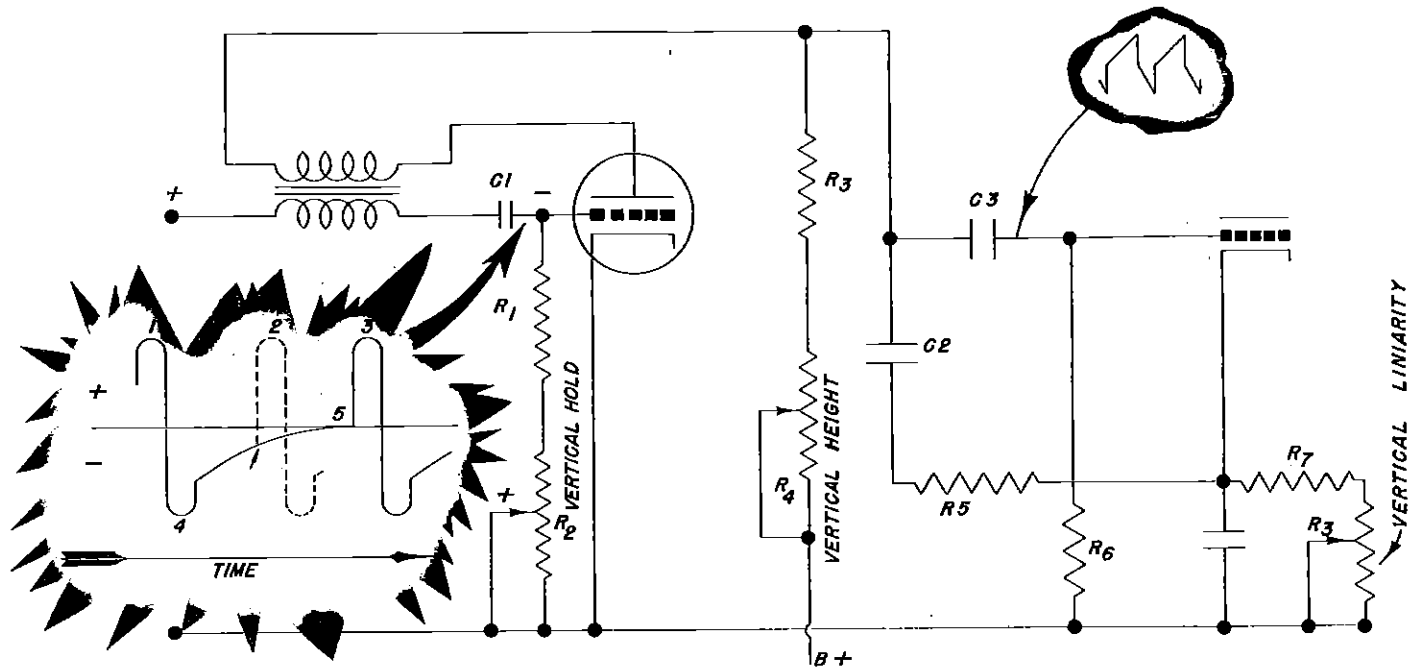 +
C1
−
R1
R2
VERTICAL HOLD
+
R3
R4
VERTICAL HEIGHT
B+
C2
C3
R5
R6
R7
R3
VERTICAL LINIARITY
1
2
3
+
5
−
4
TIME